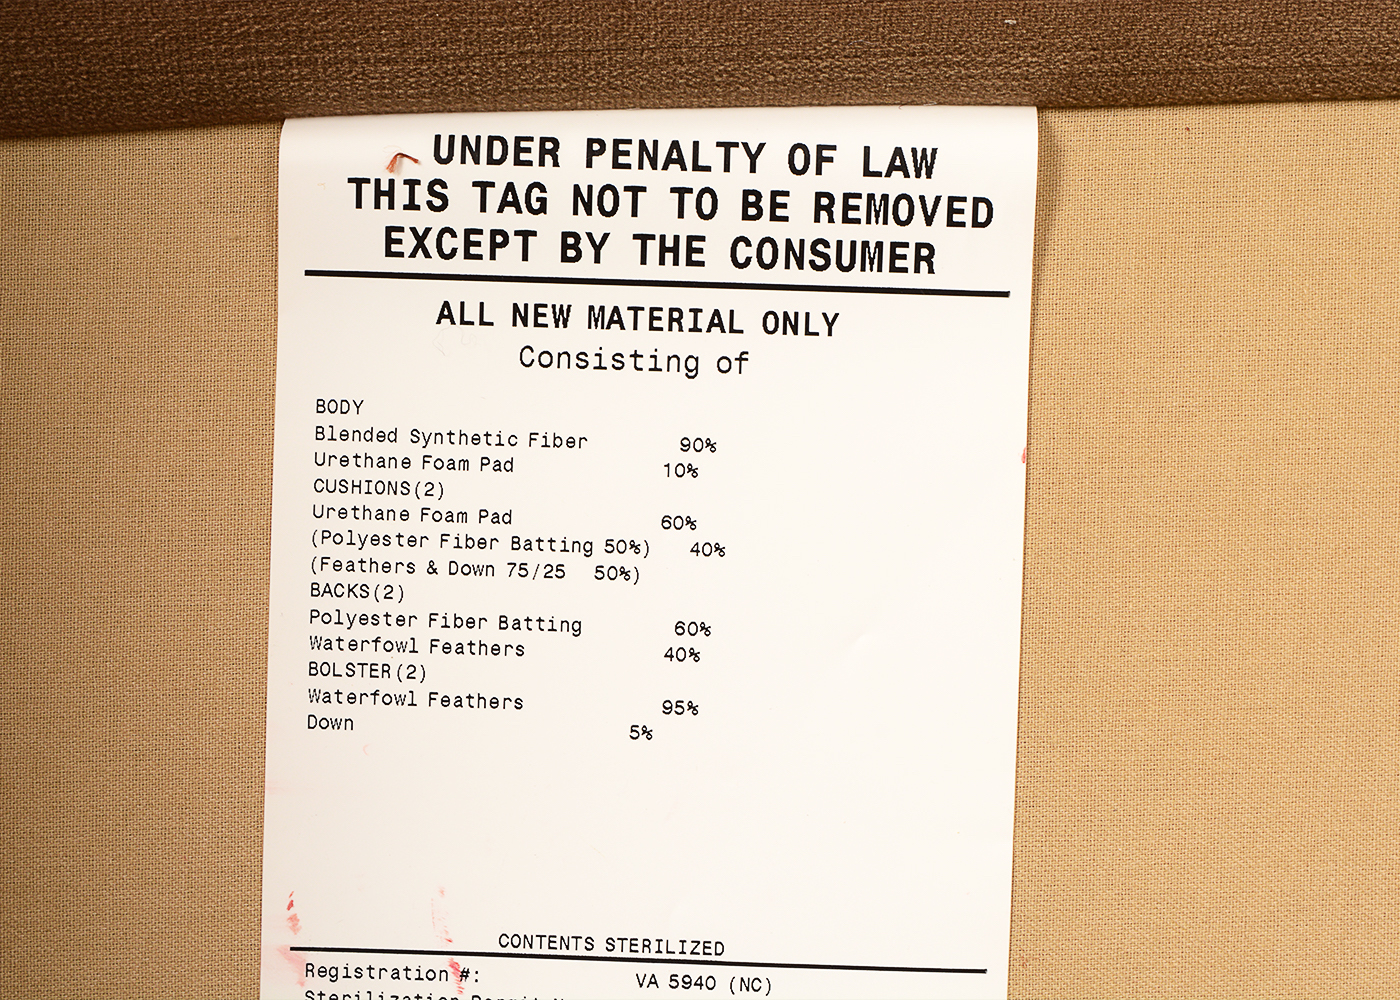 UNDER PENALTY OF LAW
THIS TAG NOT TO BE REMOVED
EXCEPT BY THE CONSUMER
ALL NEW MATERIAL ONLY
Consisting of
BODY
Blended Synthetic Fiber 90%
Urethane Foam Pad 10%
CUSHIONS(2)
Urethane Foam Pad 60%
(Polyester Fiber Batting 50%) 40%
(Feathers & Down 75/25 50%)
BACKS(2)
Polyester Fiber Batting 60%
Waterfowl Feathers 40%
BOLSTER(2)
Waterfowl Feathers 95%
Down 5%
CONTENTS STERILIZED
Registration #: VA 5940 (NC)
Sterilization Permit